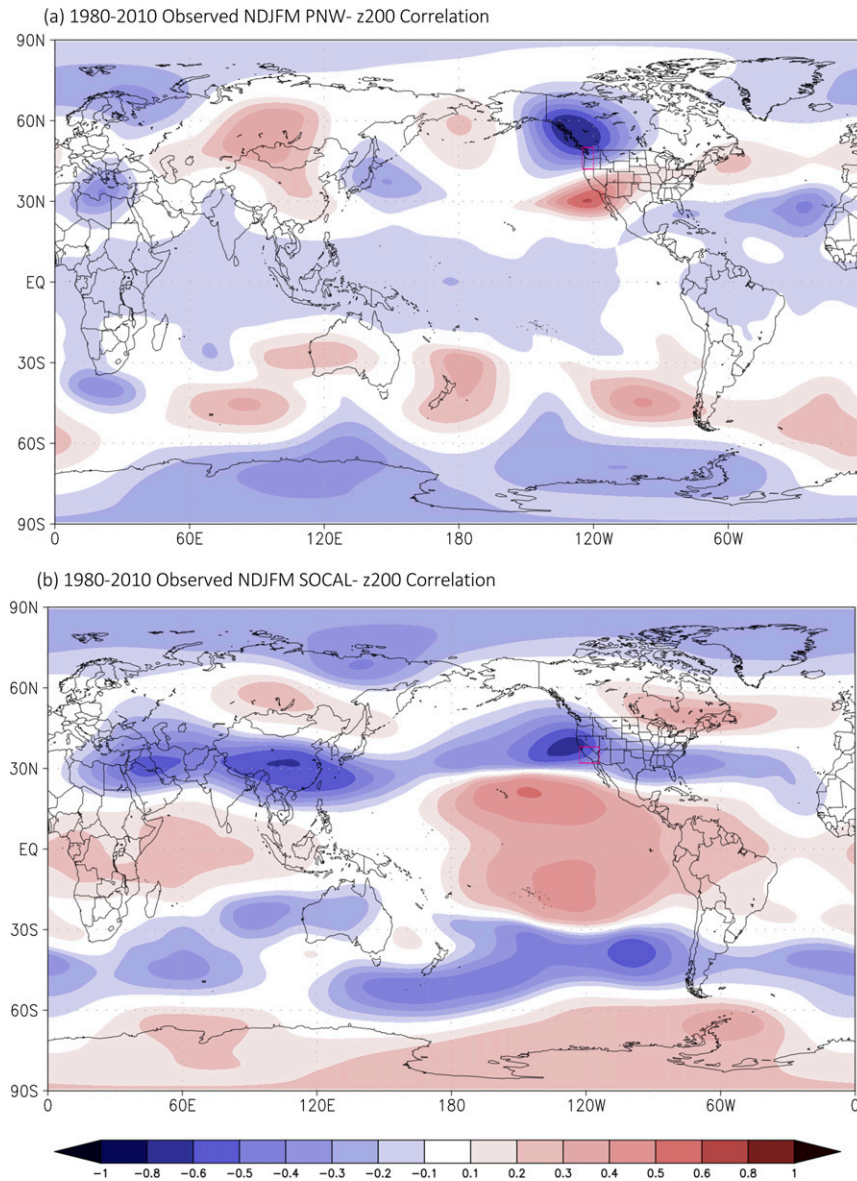 (a) 1980-2010 Observed NDJFM PNW- z200 Correlation
90N
60N
30N
EQ
30S
60S
90S
0 60E 120E 180 120W 60W
(b) 1980-2010 Observed NDJFM SOCAL- z200 Correlation
90N
60N
30N
EQ
30S
60S
90S
0 60E 120E 180 120W 60W 0
−1 −0.8 −0.6 −0.5 −0.4 −0.3 −0.2 −0.1 0.1 0.2 0.3 0.4 0.5 0.6 0.8 1